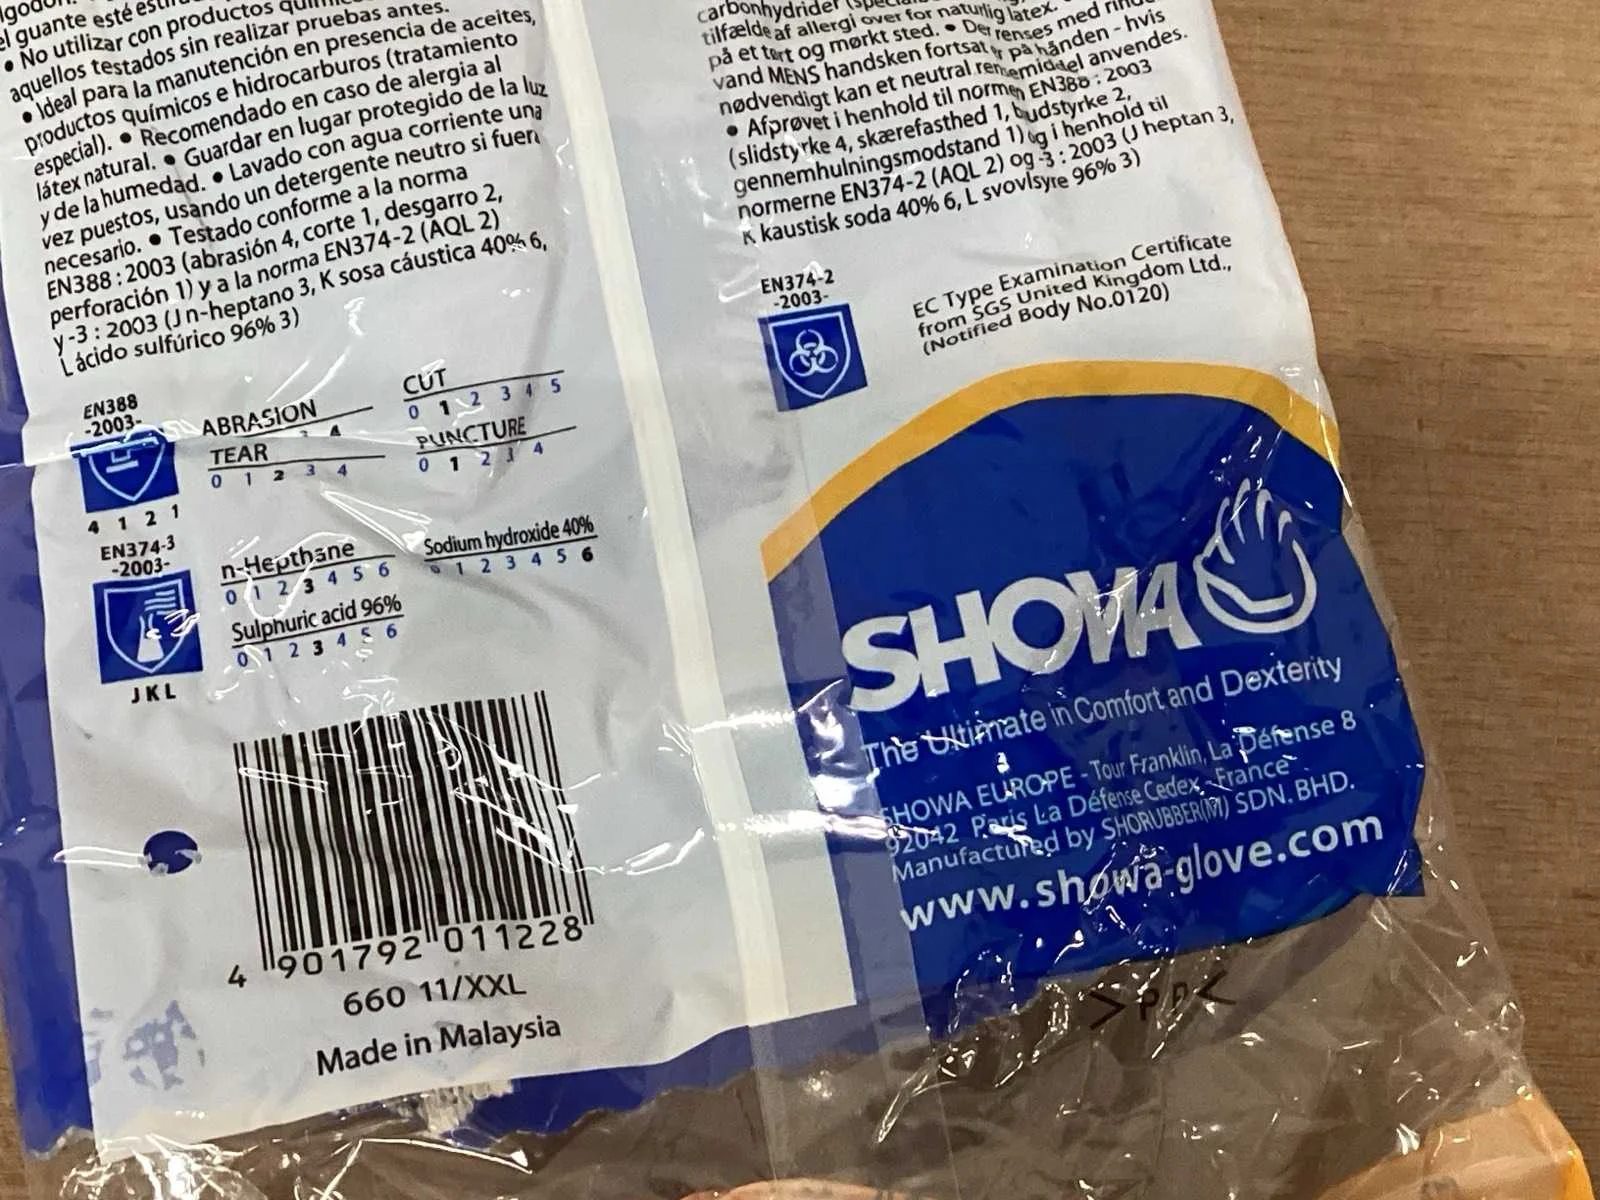 el guante esté
• No utilizar con productos
aquellos testados sin realizar pruebas antes.
• Ideal para la manutención en presencia de aceites,
productos químicos e hidrocarburos (tratamiento
especial). • Recomendado en caso de alergia al
látex natural. • Guardar en lugar protegido de la luz
y de la humedad. • Lavado con agua corriente una
vez puestos, usando un detergente neutro si fuera
necesario. • Testado conforme a la norma
EN388 : 2003 (abrasión 4, corte 1, desgarro 2,
perforación 1) y a la norma EN374-2 (AQL 2)
y -3 : 2003 (J n-heptano 3, K sosa cáustica 40% 6,
L ácido sulfúrico 96% 3)
EN388
-2003-
4 1 2 1
ABRASION
4
TEAR
0 1 2 3 4
CUT
0 1 2 3 4 5
PUNCTURE
0 1 2 3 4
EN374-3
-2003-
JKL
n-Hepthane
0 1 2 3 4 5 6
Sodium hydroxide 40%
0 1 2 3 4 5 6
Sulphuric acid 96%
0 1 2 3 4 5 6
4 901792 011228
660 11/XXL
Made in Malaysia
carbonhydrider
tilfælde af allergi over for naturlig latex.
på et tørt og mørkt sted. • Der renses med
vand MENS handsken fortsat er på hånden - hvis
nødvendigt kan et neutral rensemiddel anvendes.
• Afprøvet i henhold til normen EN388 : 2003
(slidstyrke 4, skærefasthed 1, budstyrke 2,
gennemhulningsmodstand 1) og i henhold til
normerne EN374-2 (AQL 2) og -3 : 2003 (J heptan 3,
K kaustisk soda 40% 6, L svovlsyre 96% 3)
EN374-2
-2003-
EC Type Examination Certificate
from SGS United Kingdom Ltd.,
(Notified Body No.0120)
SHOWA
The Ultimate in Comfort and Dexterity
SHOWA EUROPE - Tour Franklin, La Défense 8
92042 Paris La Défense Cedex - France
Manufactured by SHORUBBER(M) SDN. BHD.
www.showa-glove.com
>PP<